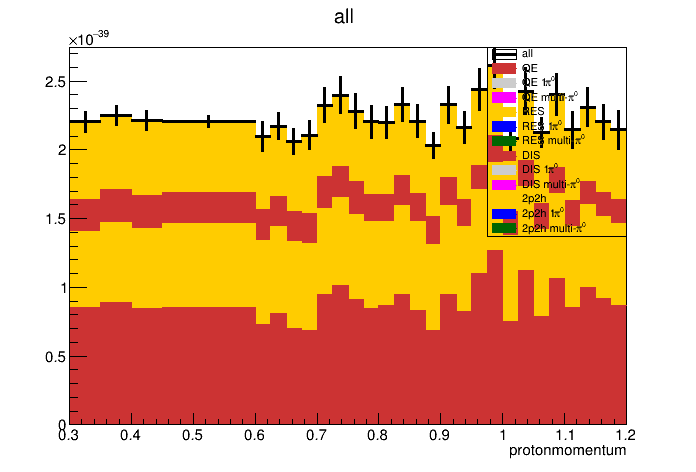 all
×10⁻³⁹
2.5
2
1.5
1
0.5
0
0.3 0.4 0.5 0.6 0.7 0.8 0.9 1 1.1 1.2
protonmomentum
all
QE
QE 1π⁰
QE multi-π⁰
RES
RES 1π⁰
RES multi-π⁰
DIS
DIS 1π⁰
DIS multi-π⁰
2p2h
2p2h 1π⁰
2p2h multi-π⁰